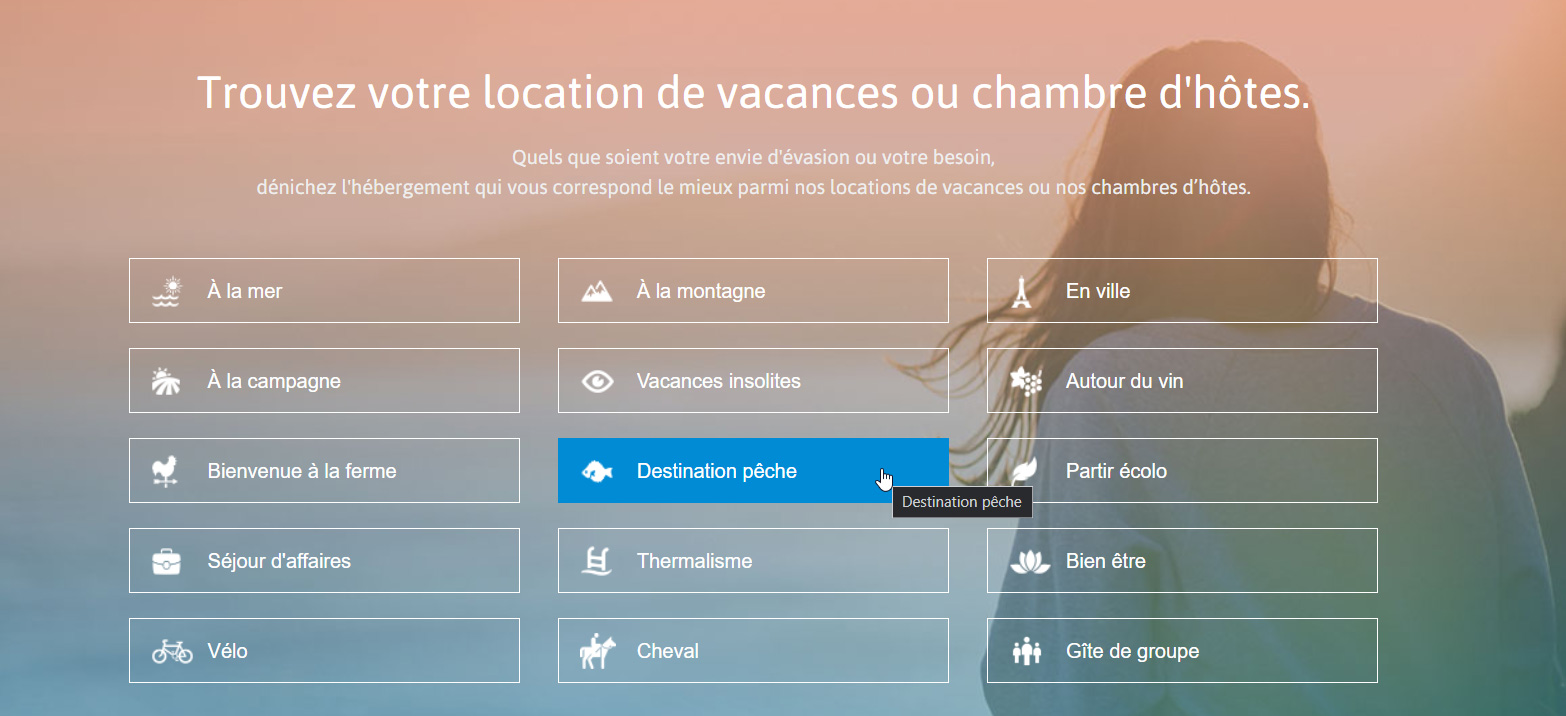 Trouvez votre location de vacances ou chambre d'hôtes.
Quels que soient votre envie d'évasion ou votre besoin,
dénichez l'hébergement qui vous correspond le mieux parmi nos locations de vacances ou nos chambres d’hôtes.
À la mer
À la montagne
En ville
À la campagne
Vacances insolites
Autour du vin
Bienvenue à la ferme
Destination pêche
Partir écolo
Destination pêche
Séjour d'affaires
Thermalisme
Bien être
Vélo
Cheval
Gîte de groupe